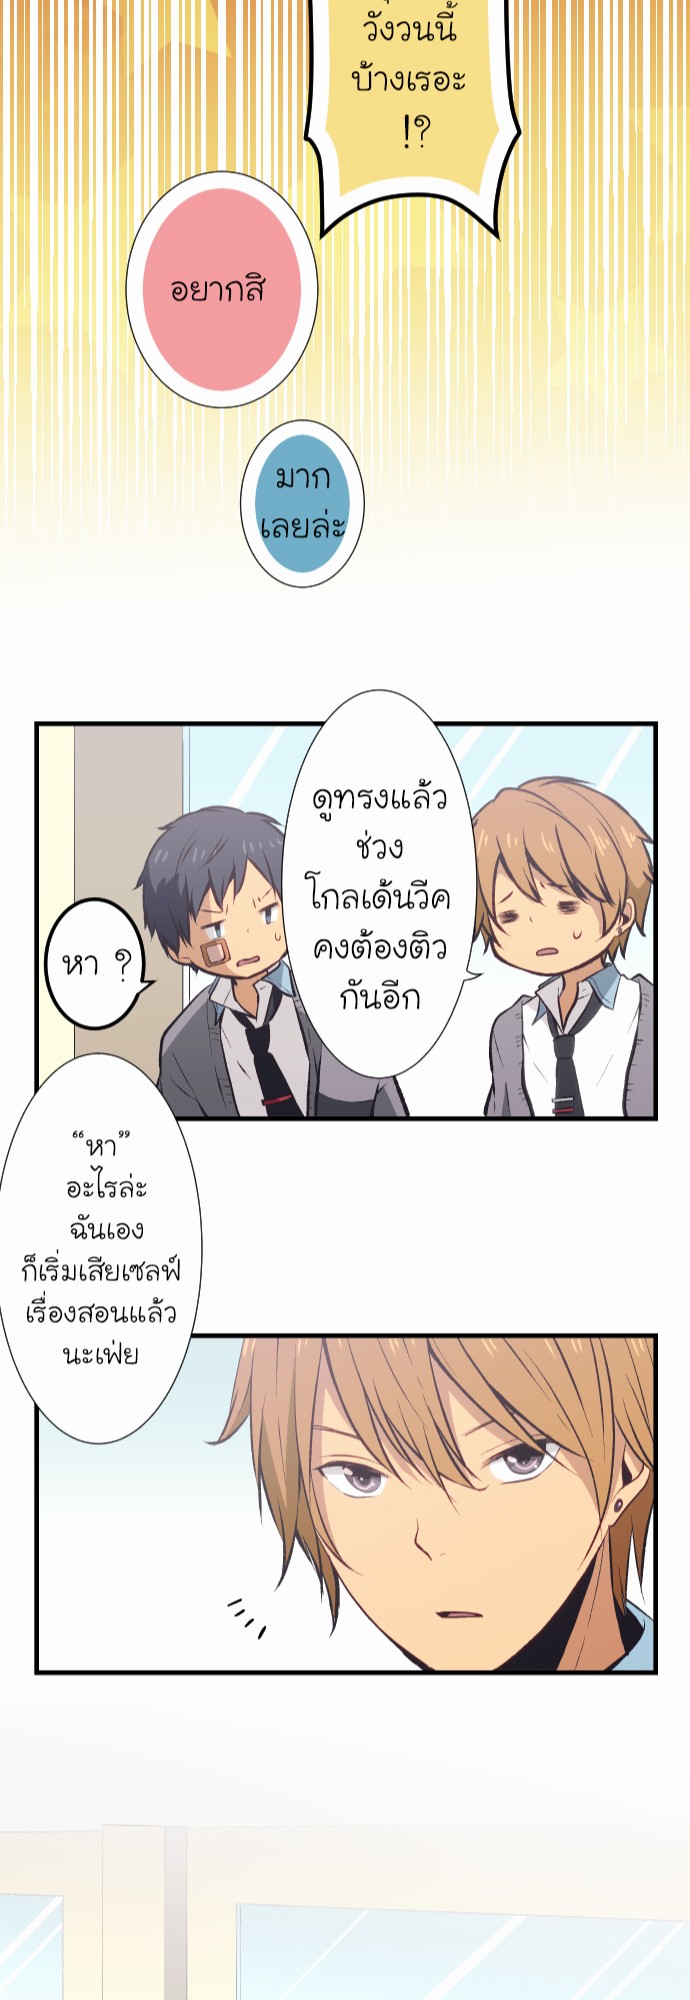 วังวนนี้
บ้างเรอะ
!?
อยากสิ
มาก
เลยล่ะ
ดูทรงแล้ว
ช่วง
โกลเด้นวีค
คงต้องติว
กันอีก
หา ?
“หา”
อะไรล่ะ
ฉันเอง
ก็เริ่มเสียเซลฟ์
เรื่องสอนแล้ว
นะเฟ่ย